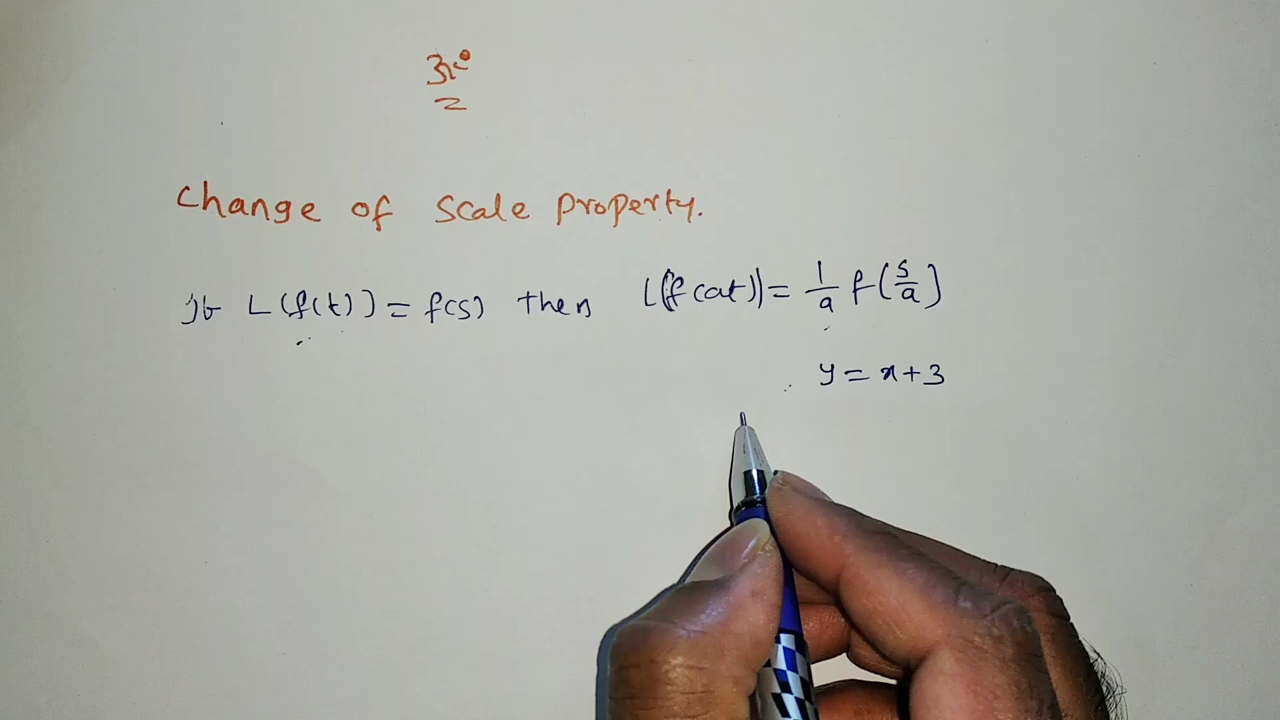 Change of scale property.
If L(f(t)) = f(s) then L(f(at)) = 1/a f(s/a)
y = x+3